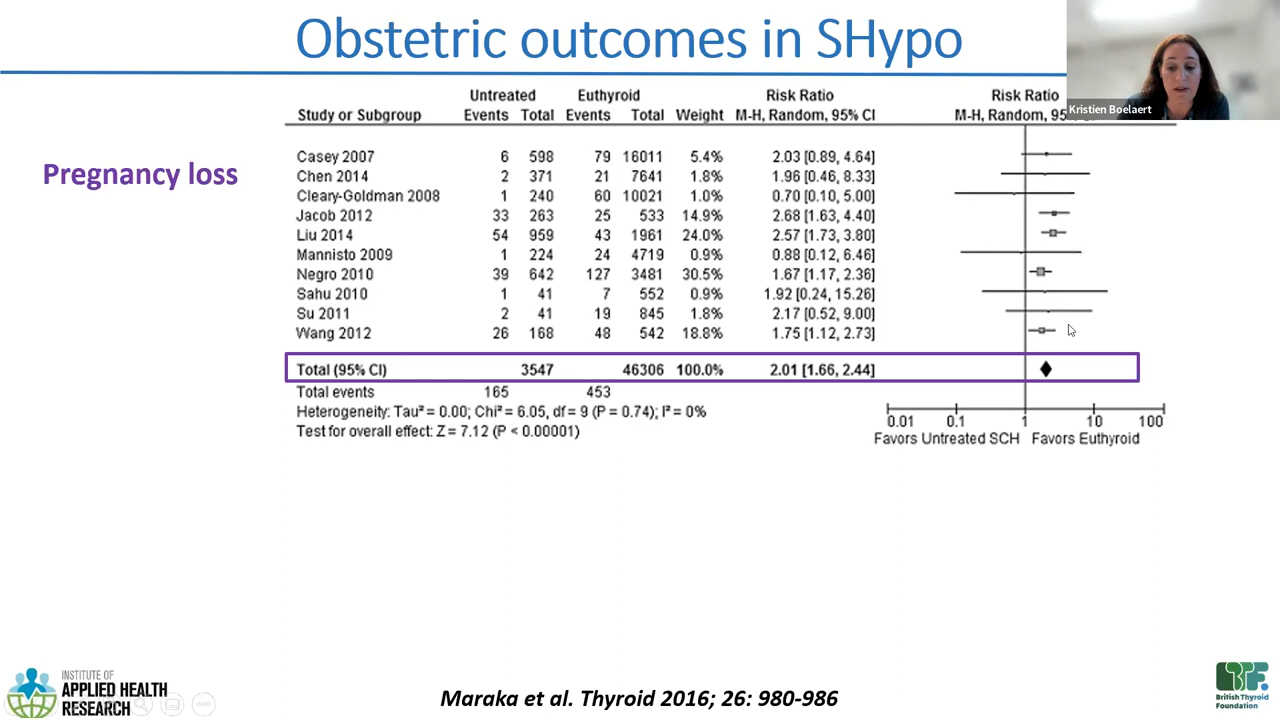 Obstetric outcomes in SHypo
Kristien Boelaert
Pregnancy loss
Untreated Euthyroid Risk Ratio Risk Ratio
Study or Subgroup Events Total Events Total Weight M-H, Random, 95% CI M-H, Random, 95% CI
Casey 2007 6 598 79 16011 5.4% 2.03 [0.89, 4.64]
Chen 2014 2 371 21 7641 1.8% 1.96 [0.46, 8.33]
Cleary-Goldman 2008 1 240 60 10021 1.0% 0.70 [0.10, 5.00]
Jacob 2012 33 263 25 533 14.9% 2.68 [1.63, 4.40]
Liu 2014 54 959 43 1961 24.0% 2.57 [1.73, 3.80]
Mannisto 2009 1 224 24 4719 0.9% 0.88 [0.12, 6.46]
Negro 2010 39 642 127 3481 30.5% 1.67 [1.17, 2.36]
Sahu 2010 1 41 7 552 0.9% 1.92 [0.24, 15.26]
Su 2011 2 41 19 845 1.8% 2.17 [0.52, 9.00]
Wang 2012 26 168 48 542 18.8% 1.75 [1.12, 2.73]
Total (95% CI) 3547 46306 100.0% 2.01 [1.66, 2.44]
Total events 165 453
Heterogeneity: Tau² = 0.00; Chi² = 6.05, df = 9 (P = 0.74); I² = 0%
Test for overall effect: Z = 7.12 (P < 0.00001)
0.01 0.1 1 10 100
Favors Untreated SCH Favors Euthyroid
INSTITUTE OF
APPLIED HEALTH
RESEARCH
Maraka et al. Thyroid 2016; 26: 980-986
BTF
British Thyroid
Foundation